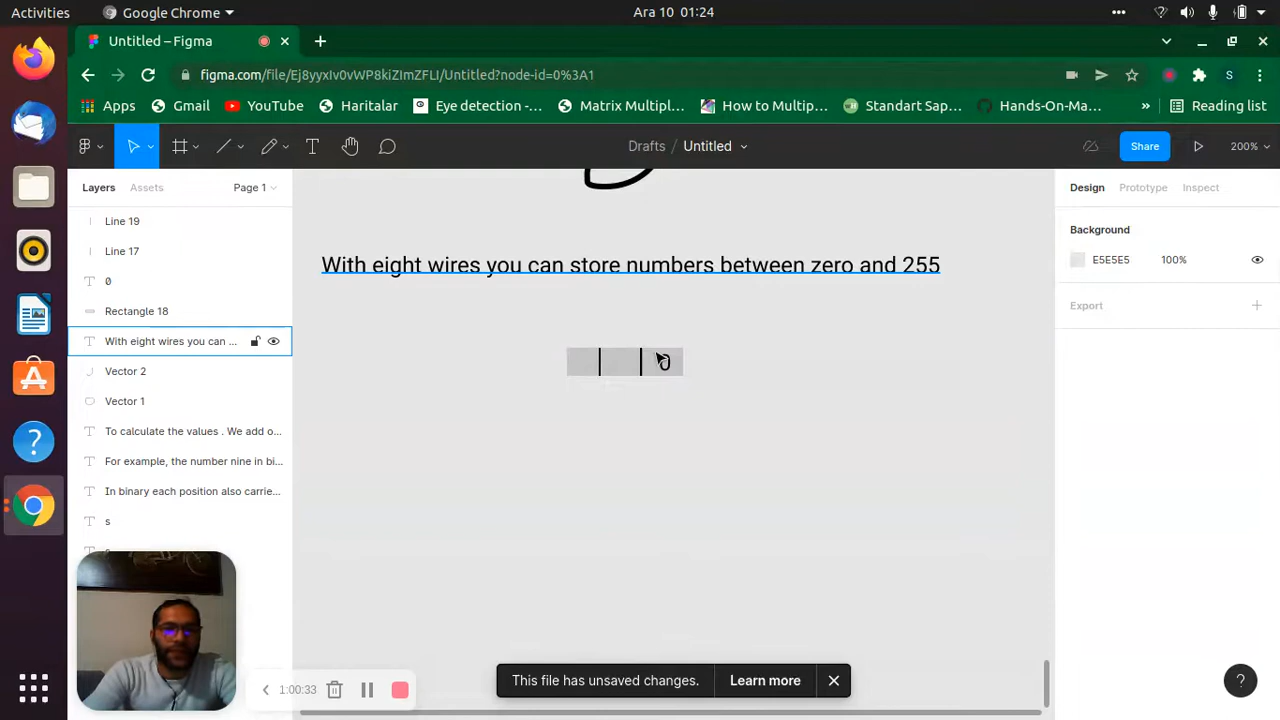 Activities
Google Chrome
Ara 10 01:24
Untitled – Figma
figma.com/file/Ej8yyxIv0vWP8kiZImZFLI/Untitled?node-id=0%3A1
S
Apps
Gmail
YouTube
Haritalar
Eye detection -...
Matrix Multipl...
How to Multip...
Standart Sap...
Hands-On-Ma...
»
Reading list
Drafts / Untitled
Share
200%
Layers
Assets
Page 1
Design
Prototype
Inspect
Line 19
Line 17
0
Rectangle 18
With eight wires you can ...
Vector 2
Vector 1
To calculate the values . We add o...
For example, the number nine in bi...
In binary each position also carrie...
s
With eight wires you can store numbers between zero and 255
0
Background
E5E5E5
100%
Export
1:00:33
This file has unsaved changes.
Learn more
?